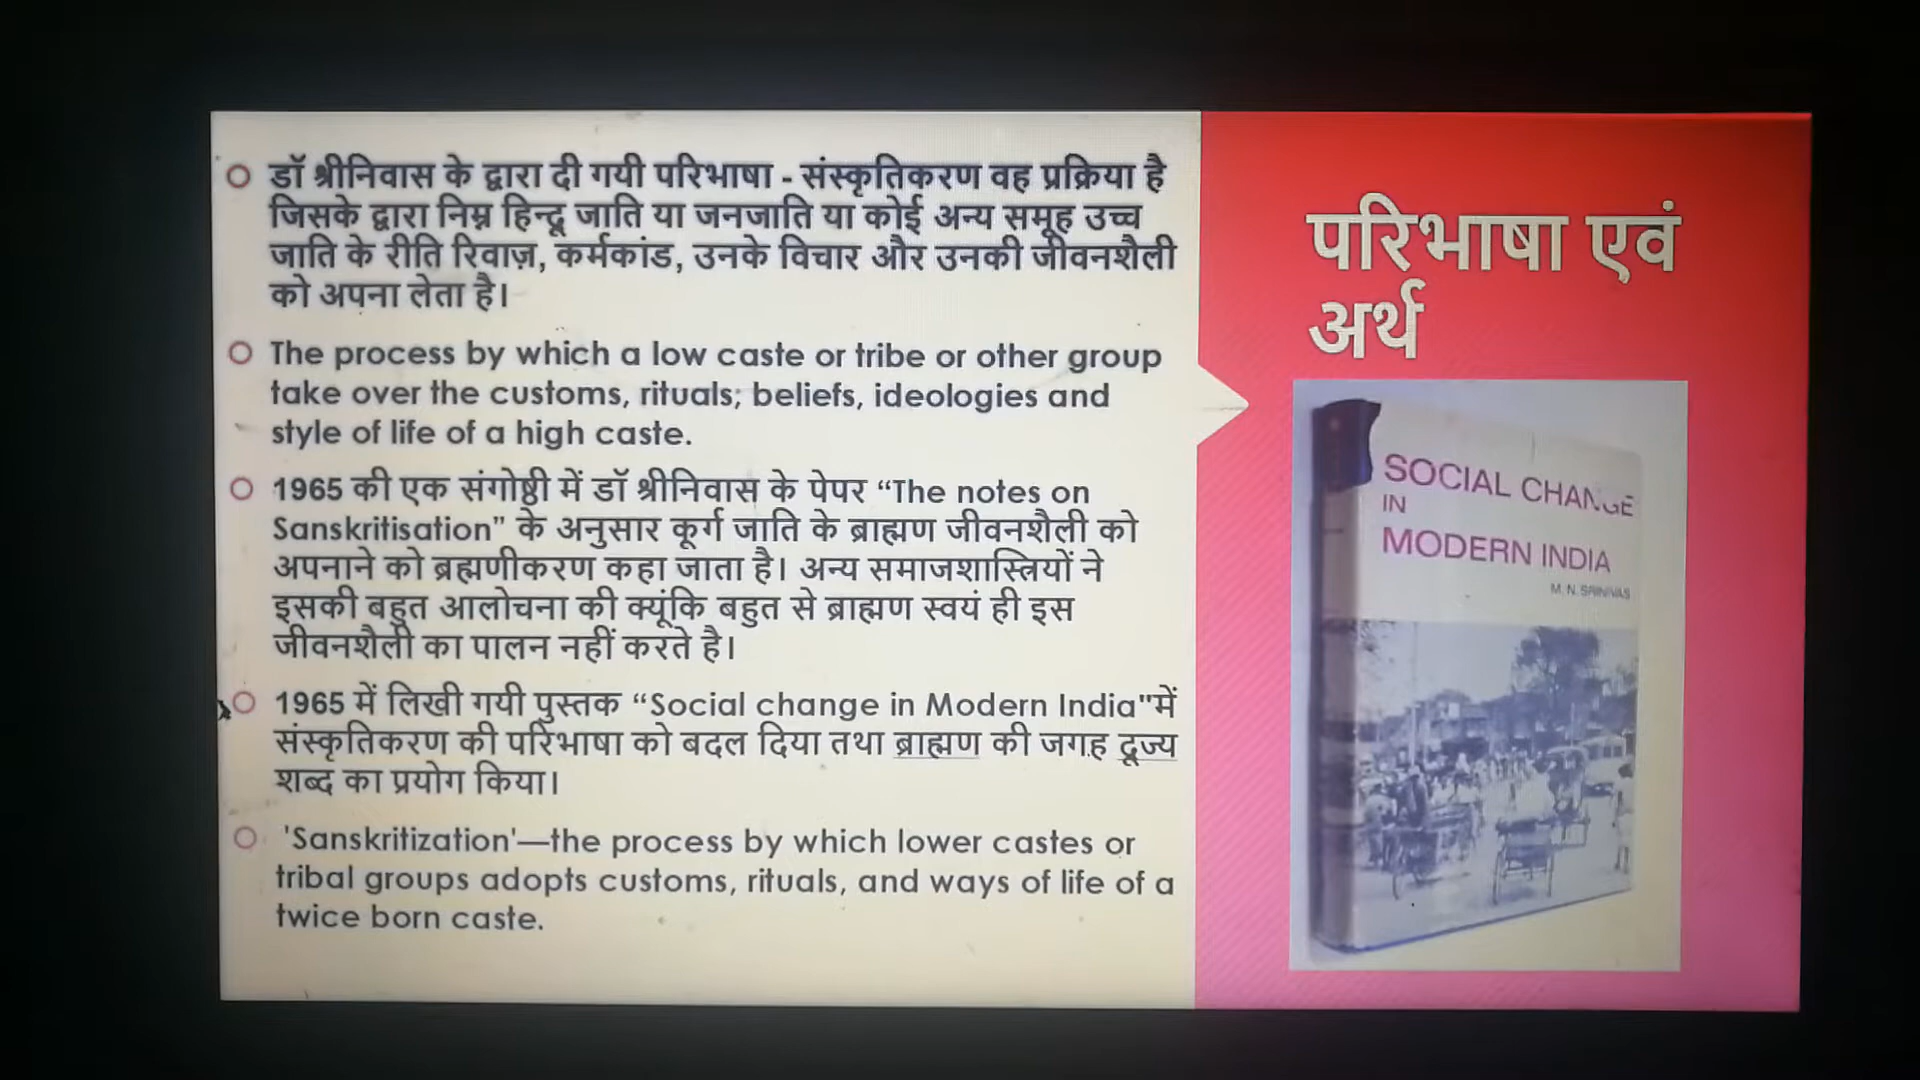 डॉ श्रीनिवास के द्वारा दी गयी परिभाषा - संस्कृतिकरण वह प्रक्रिया है
जिसके द्वारा निम्न हिन्दू जाति या जनजाति या कोई अन्य समूह उच्च
जाति के रीति रिवाज़, कर्मकांड, उनके विचार और उनकी जीवनशैली
को अपना लेता है।
The process by which a low caste or tribe or other group
take over the customs, rituals; beliefs, ideologies and
style of life of a high caste.
1965 की एक संगोष्ठी में डॉ श्रीनिवास के पेपर “The notes on
Sanskritisation” के अनुसार कूर्ग जाति के ब्राह्मण जीवनशैली को
अपनाने को ब्रह्मणीकरण कहा जाता है। अन्य समाजशास्त्रियों ने
इसकी बहुत आलोचना की क्यूंकि बहुत से ब्राह्मण स्वयं ही इस
जीवनशैली का पालन नहीं करते है।
1965 में लिखी गयी पुस्तक “Social change in Modern India"में
संस्कृतिकरण की परिभाषा को बदल दिया तथा ब्राह्मण की जगह दूज्य
शब्द का प्रयोग किया।
'Sanskritization'—the process by which lower castes or
tribal groups adopts customs, rituals, and ways of life of a
twice born caste.
परिभाषा एवं
अर्थ
SOCIAL CHANGE
IN
MODERN INDIA
M. N. SRINIVAS